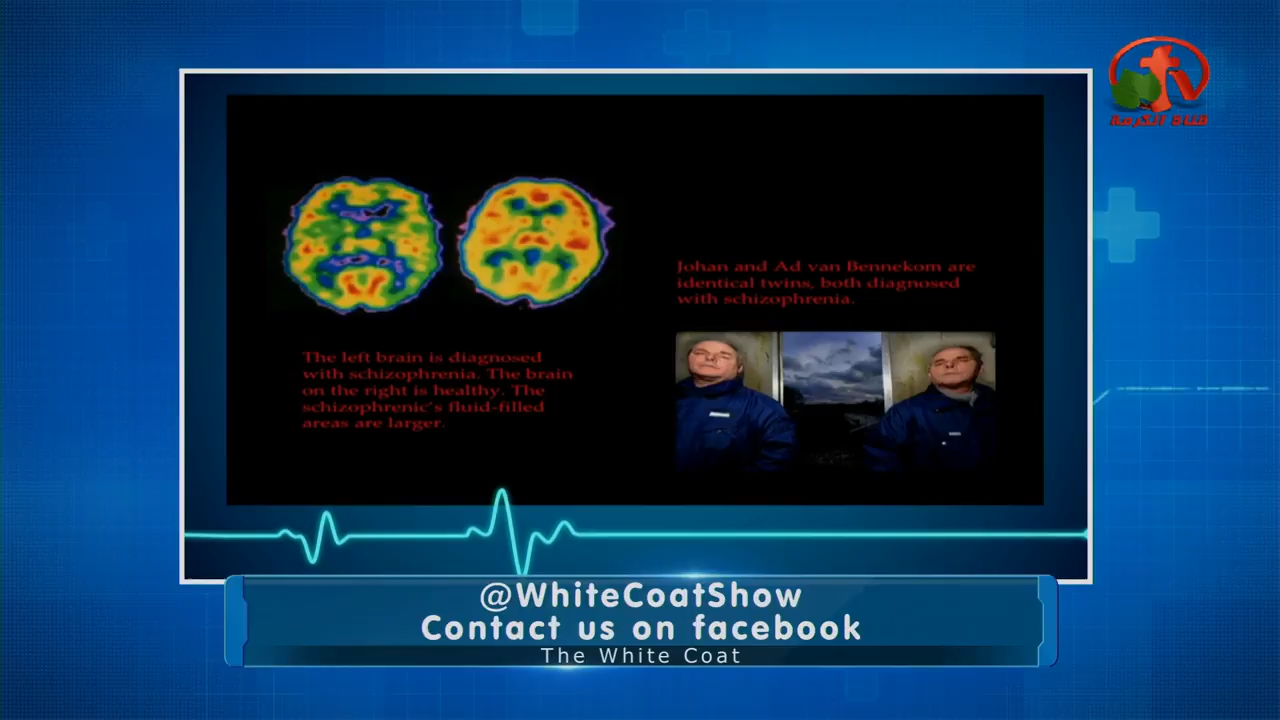 قناة الكرمة
Johan and Ad van Bennekom are
identical twins, both diagnosed
with schizophrenia.
The left brain is diagnosed
with schizophrenia. The brain
on the right is healthy. The
schizophrenic's fluid-filled
areas are larger.
@WhiteCoatShow
Contact us on facebook
The White Coat